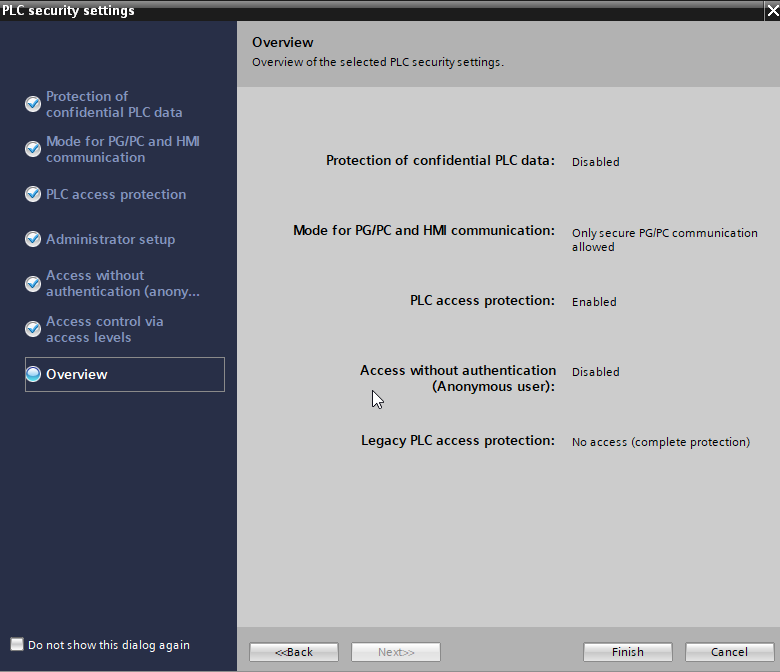 PLC security settings
Protection of
confidential PLC data
Mode for PG/PC and HMI
communication
PLC access protection
Administrator setup
Access without
authentication (anony...
Access control via
access levels
Overview
Do not show this dialog again
Overview
Overview of the selected PLC security settings.
Protection of confidential PLC data: Disabled
Mode for PG/PC and HMI communication: Only secure PG/PC communication
allowed
PLC access protection: Enabled
Access without authentication Disabled
(Anonymous user):
Legacy PLC access protection: No access (complete protection)
<<Back Next>> Finish Cancel